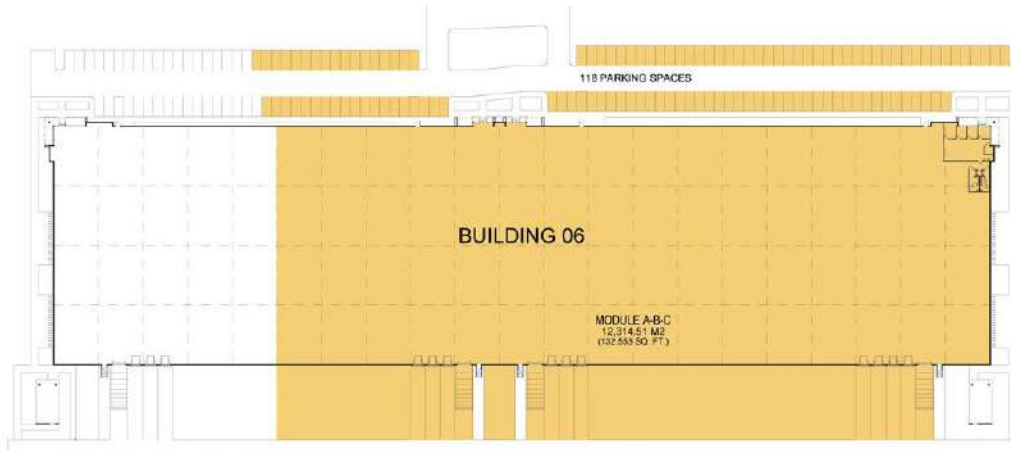 118 PARKING SPACES
BUILDING 06
MODULE A-B-C
12,314.51 M2
(132,553 SQ. FT.)